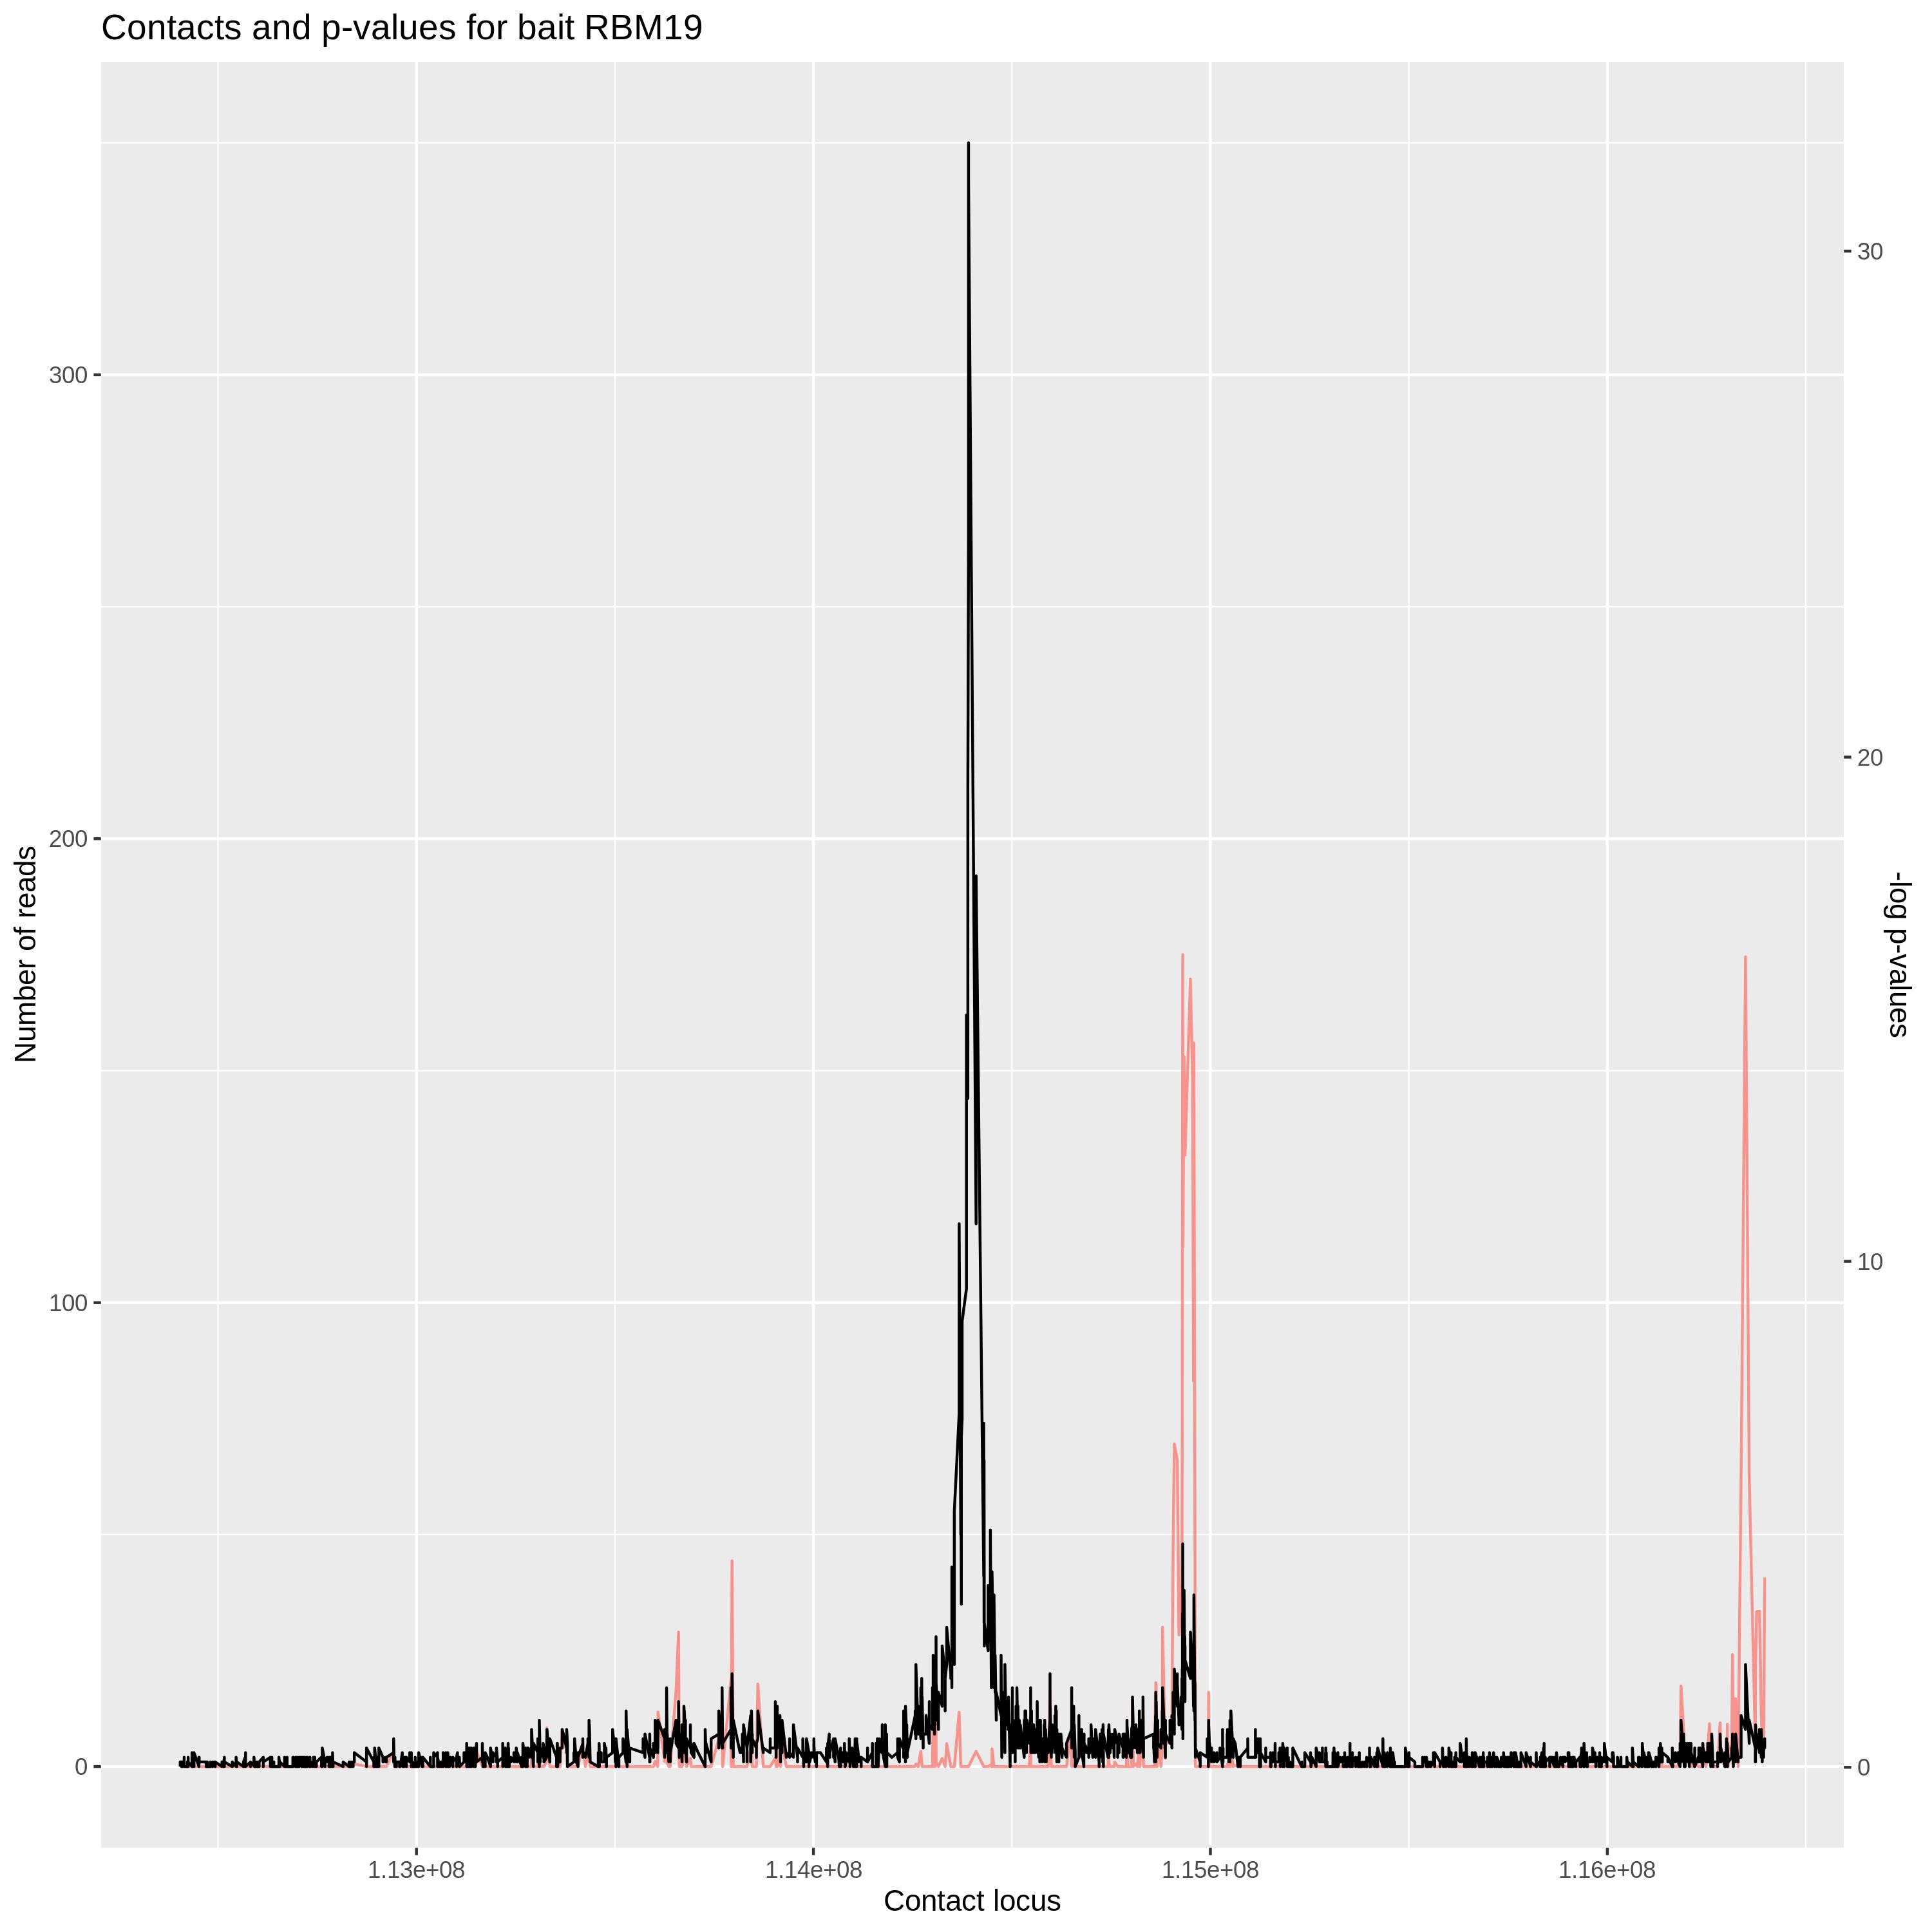 Contacts and p-values for bait RBM19
300
200
100
0
Number of reads
30
20
10
0
-log p-values
1.13e+08
1.14e+08
1.15e+08
1.16e+08
Contact locus